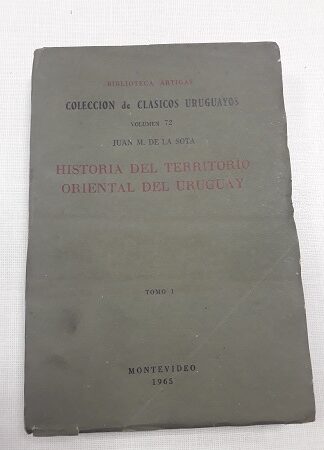 BIBLIOTECA ARTIGAS
COLECCION de CLASICOS URUGUAYOS
VOLUMEN 72
JUAN M. DE LA SOTA
HISTORIA DEL TERRITORIO
ORIENTAL DEL URUGUAY
TOMO I
MONTEVIDEO
1965